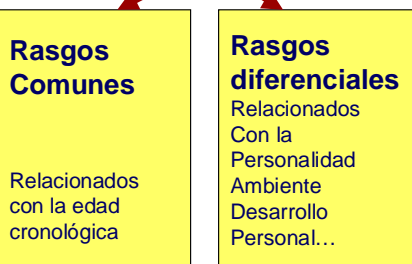 Rasgos
Comunes
Relacionados
con la edad
cronológica
Rasgos
diferenciales
Relacionados
Con la
Personalidad
Ambiente
Desarrollo
Personal…